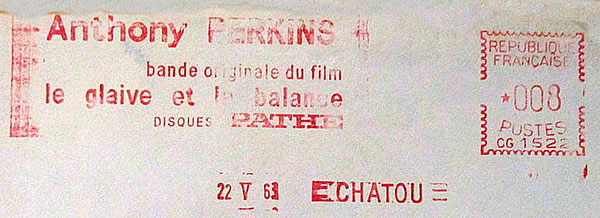 Anthony PERKINS
bande originale du film
le glaive et la balance
DISQUES PATHE
REPUBLIQUE
FRANÇAISE
*008
POSTES
CG 1522
22 V 63 CHATOU